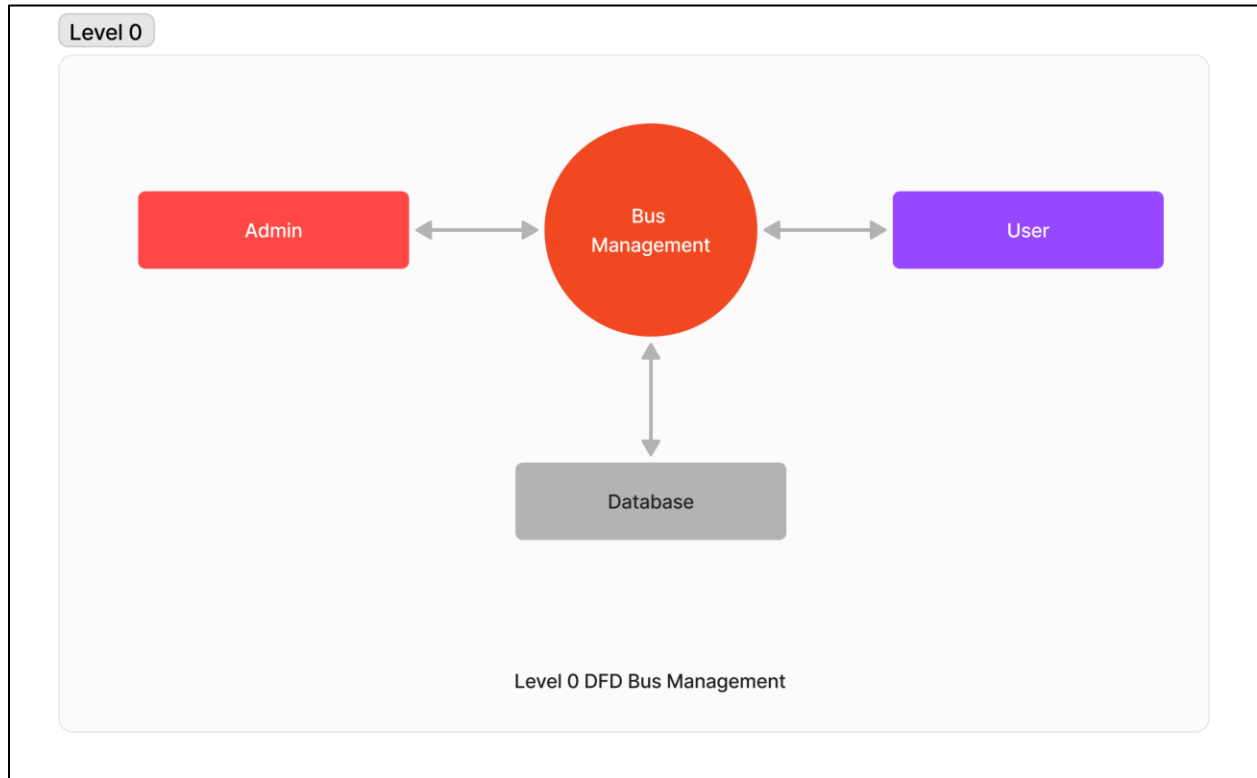 Level 0
Admin
Bus
Management
User
Database
Level 0 DFD Bus Management